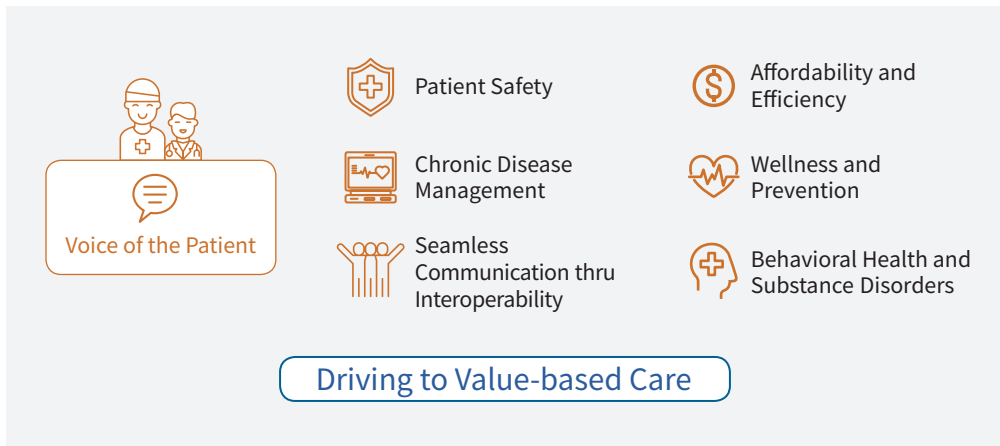 Voice of the Patient
Patient Safety
Chronic Disease
Management
Seamless
Communication thru
Interoperability
$
Affordability and
Efficiency
Wellness and
Prevention
Behavioral Health and
Substance Disorders
Driving to Value-based Care